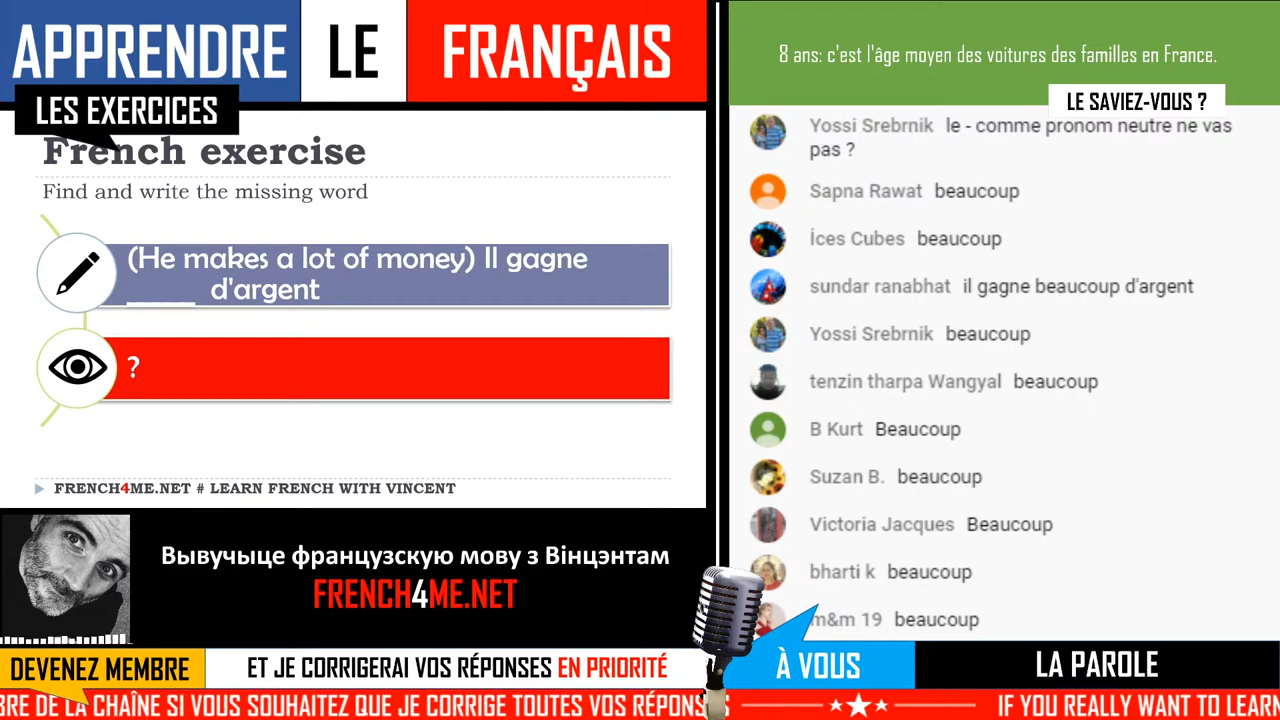 APPRENDRE LE FRANÇAIS
LES EXERCICES
French exercise
Find and write the missing word
(He makes a lot of money) Il gagne
_____ d'argent
?
FRENCH4ME.NET # LEARN FRENCH WITH VINCENT
Вывучыце французскую мову з Вінцэнтам
FRENCH4ME.NET
DEVENEZ MEMBRE
ET JE CORRIGERAI VOS RÉPONSES EN PRIORITÉ
8 ans: c'est l'âge moyen des voitures des familles en France.
LE SAVIEZ-VOUS ?
Yossi Srebrnik le - comme pronom neutre ne vas
pas ?
Sapna Rawat beaucoup
İces Cubes beaucoup
sundar ranabhat il gagne beaucoup d'argent
Yossi Srebrnik beaucoup
tenzin tharpa Wangyal beaucoup
B Kurt Beaucoup
Suzan B. beaucoup
Victoria Jacques Beaucoup
bharti k beaucoup
m&m 19 beaucoup
À VOUS
LA PAROLE
BRE DE LA CHAÎNE SI VOUS SOUHAITEZ QUE JE CORRIGE TOUTES VOS RÉPONS
IF YOU REALLY WANT TO LEARN